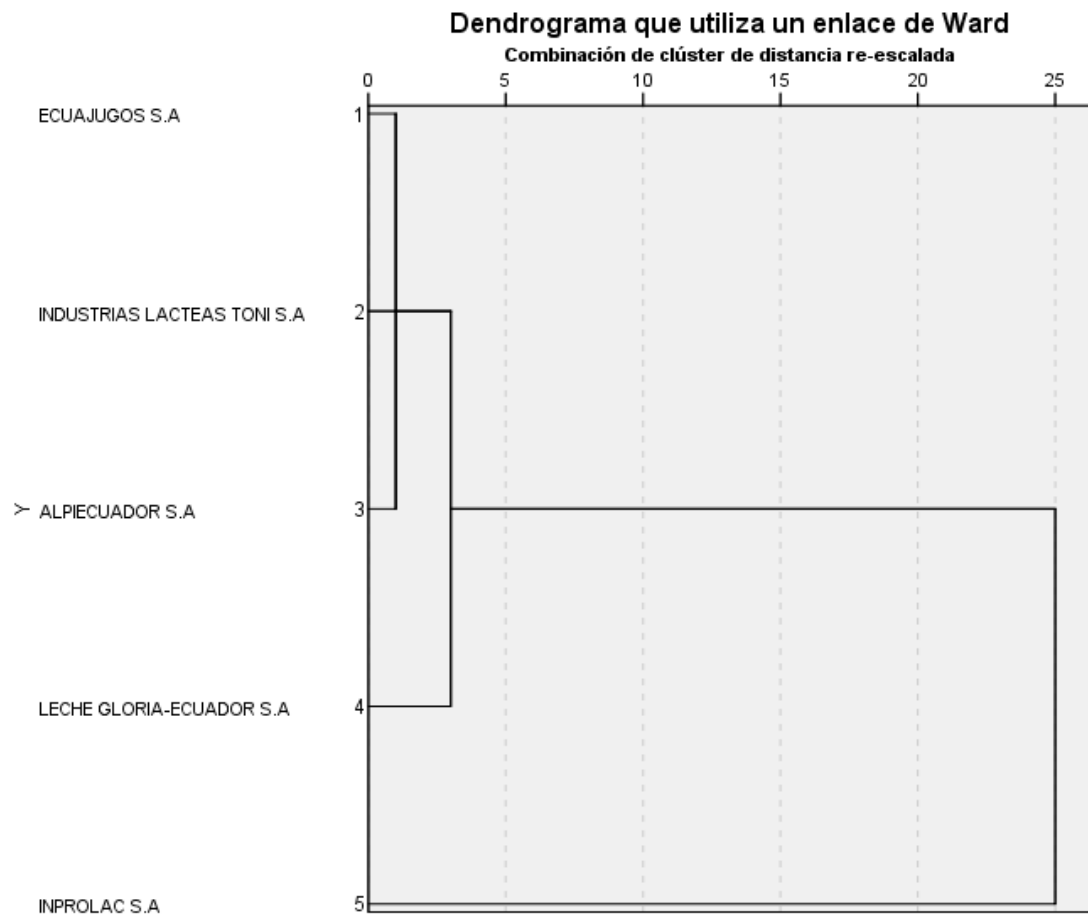 Dendrograma que utiliza un enlace de Ward
Combinación de clúster de distancia re-escalada
0 5 10 15 20 25
ECUAJUGOS S.A 1
INDUSTRIAS LACTEAS TONI S.A 2
Y
ALPIECUADOR S.A 3
LECHE GLORIA-ECUADOR S.A 4
INPROLAC S.A 5